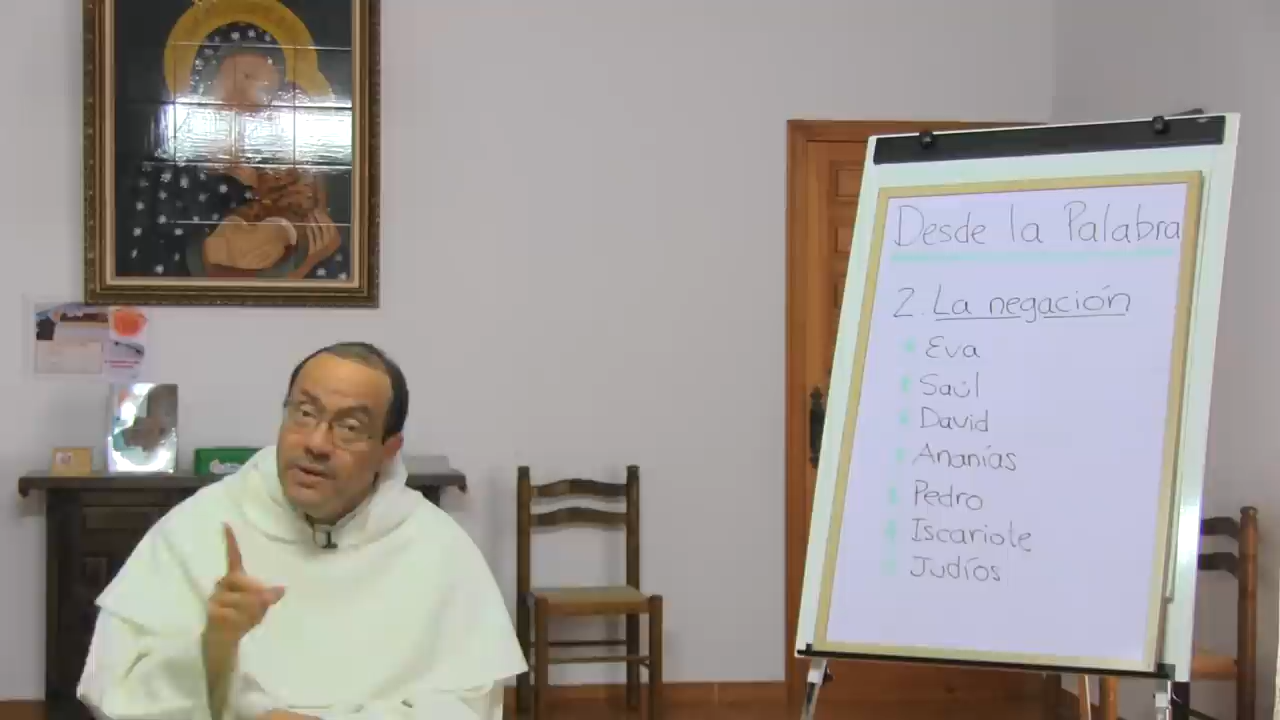 Desde la Palabra
2. La negación
Eva
Saúl
David
Ananías
Pedro
Iscariote
Judíos